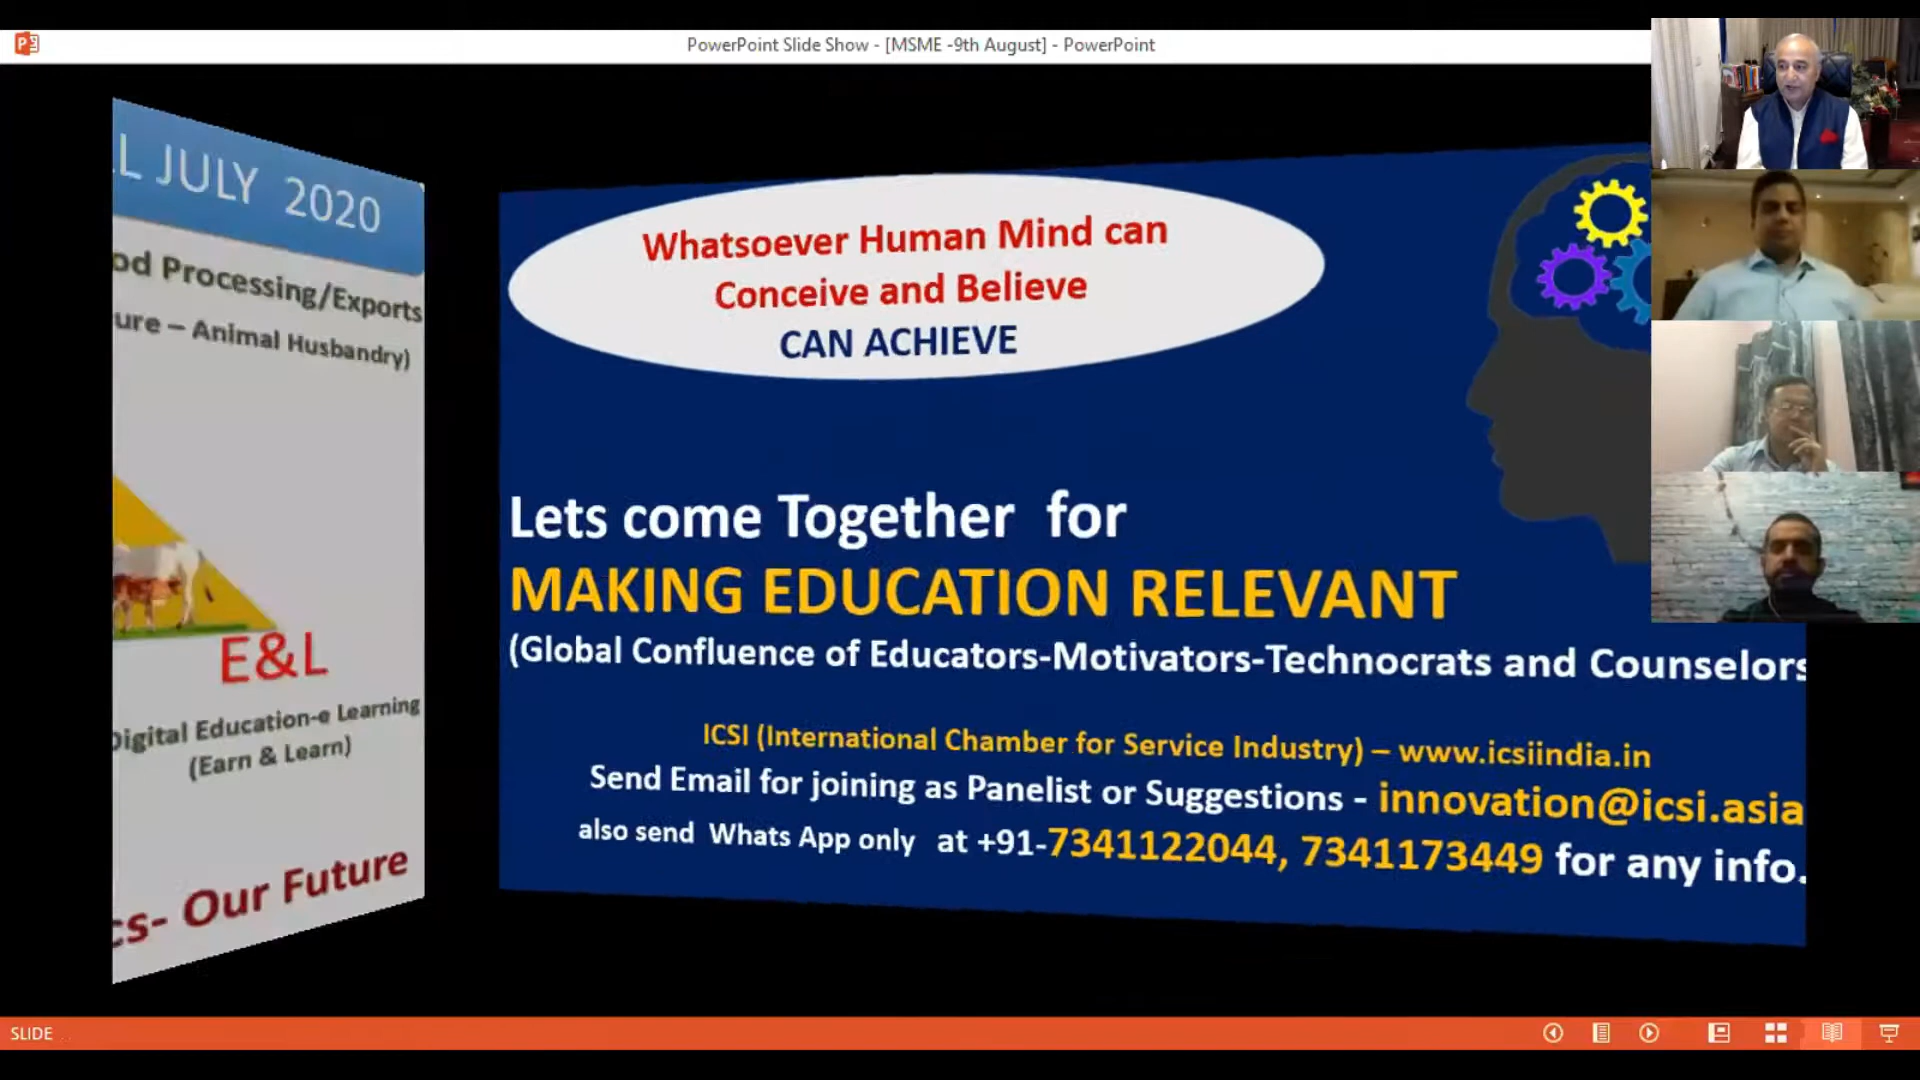 PowerPoint Slide Show - [MSME -9th August] - PowerPoint
JULY 2020
Processing/Exports
– Animal Husbandry)
E&L
Digital Education-e Learning
(Earn & Learn)
- Our Future
Whatsoever Human Mind can
Conceive and Believe
CAN ACHIEVE
Lets come Together for
MAKING EDUCATION RELEVANT
(Global Confluence of Educators-Motivators-Technocrats and Counselors
ICSI (International Chamber for Service Industry) – www.icsiindia.in
Send Email for joining as Panelist or Suggestions - innovation@icsi.asia
also send Whats App only at +91-7341122044, 7341173449 for any info.
SLIDE